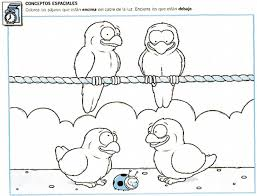 CONCEPTOS ESPACIALES
Colorea los pájaros que están encima del cable de la luz. Encierra los que están debajo.